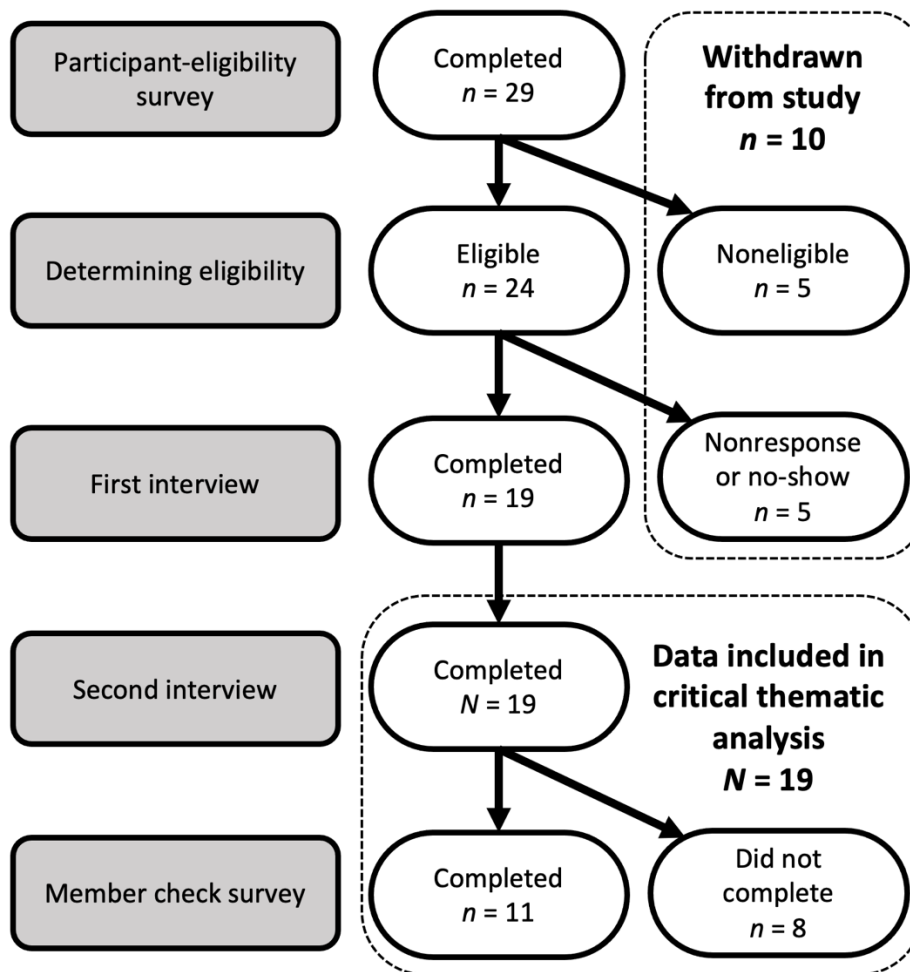 Participant-eligibility
survey
Completed
n = 29
Withdrawn
from study
n = 10
Determining eligibility
Eligible
n = 24
Noneligible
n = 5
First interview
Completed
n = 19
Nonresponse
or no-show
n = 5
Second interview
Completed
N = 19
Data included in
critical thematic
analysis
N = 19
Member check survey
Completed
n = 11
Did not
complete
n = 8